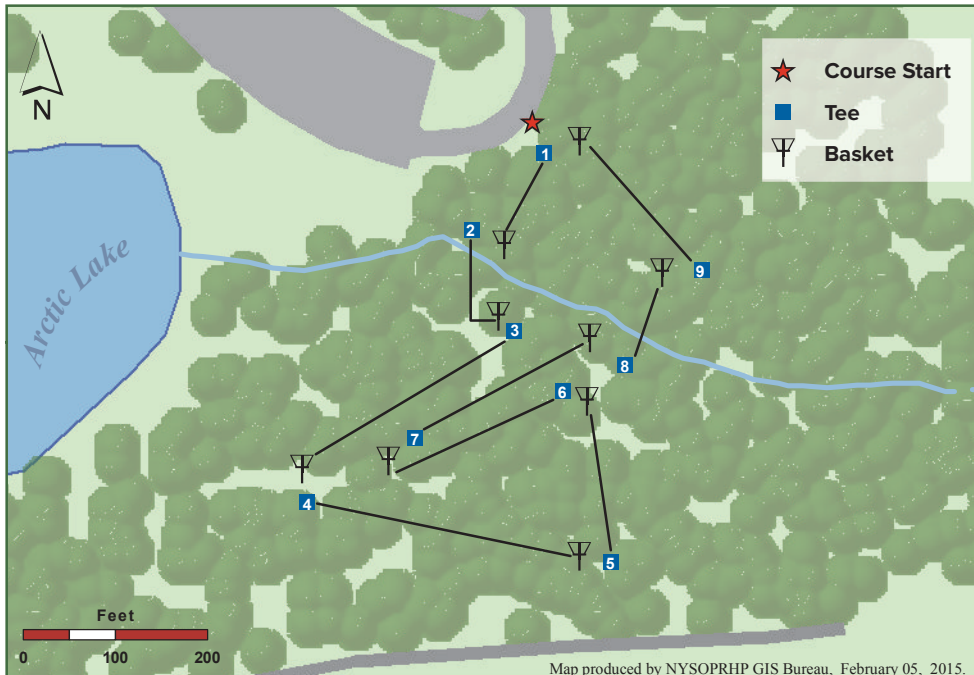 N
Course Start
Tee
Basket
1
2
9
3
8
6
7
4
5
Arctic Lake
Feet
0 100 200
Map produced by NYSOPRHP GIS Bureau, February 05, 2015.